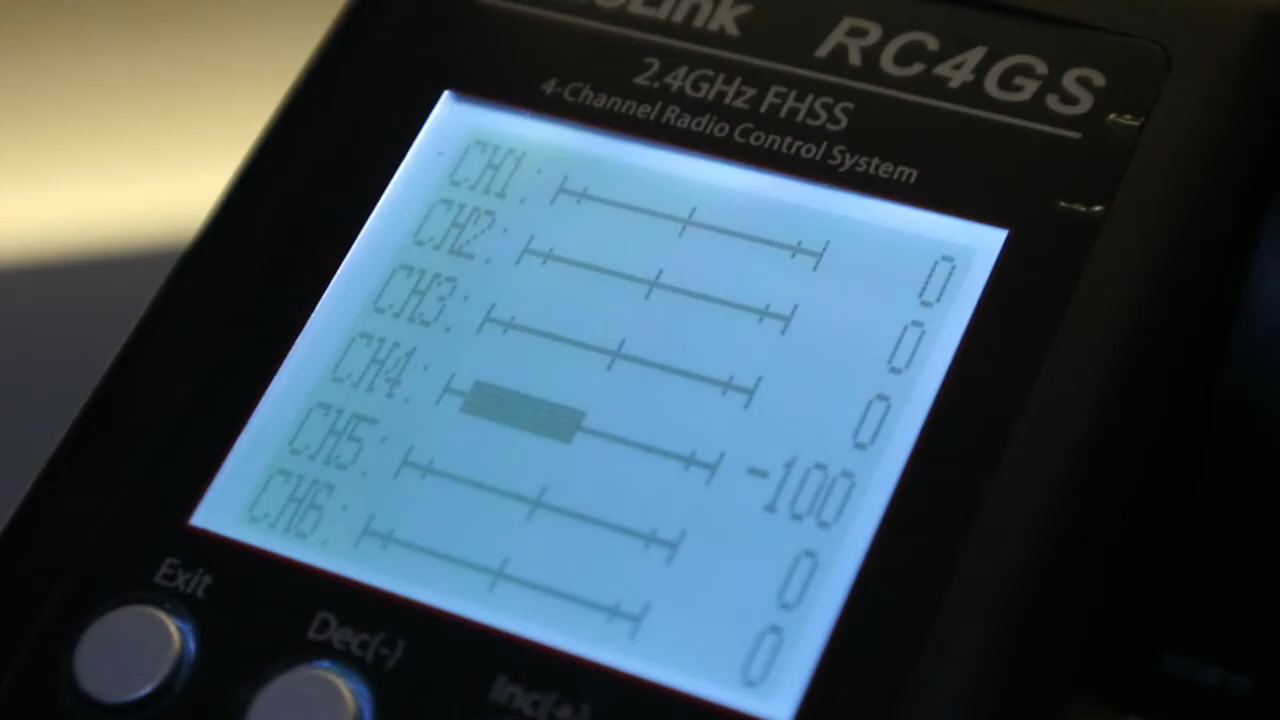 RC4GS
2.4GHz FHSS
4-Channel Radio Control System
CH1: 0
CH2: 0
CH3: 0
CH4: -100
CH5: 0
CH6: 0
Exit
Dec(-)
Inc(+)